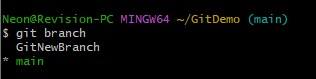 Neon@Revision-PC MINGW64 ~/GitDemo (main)
$ git branch
  GitNewBranch
* main